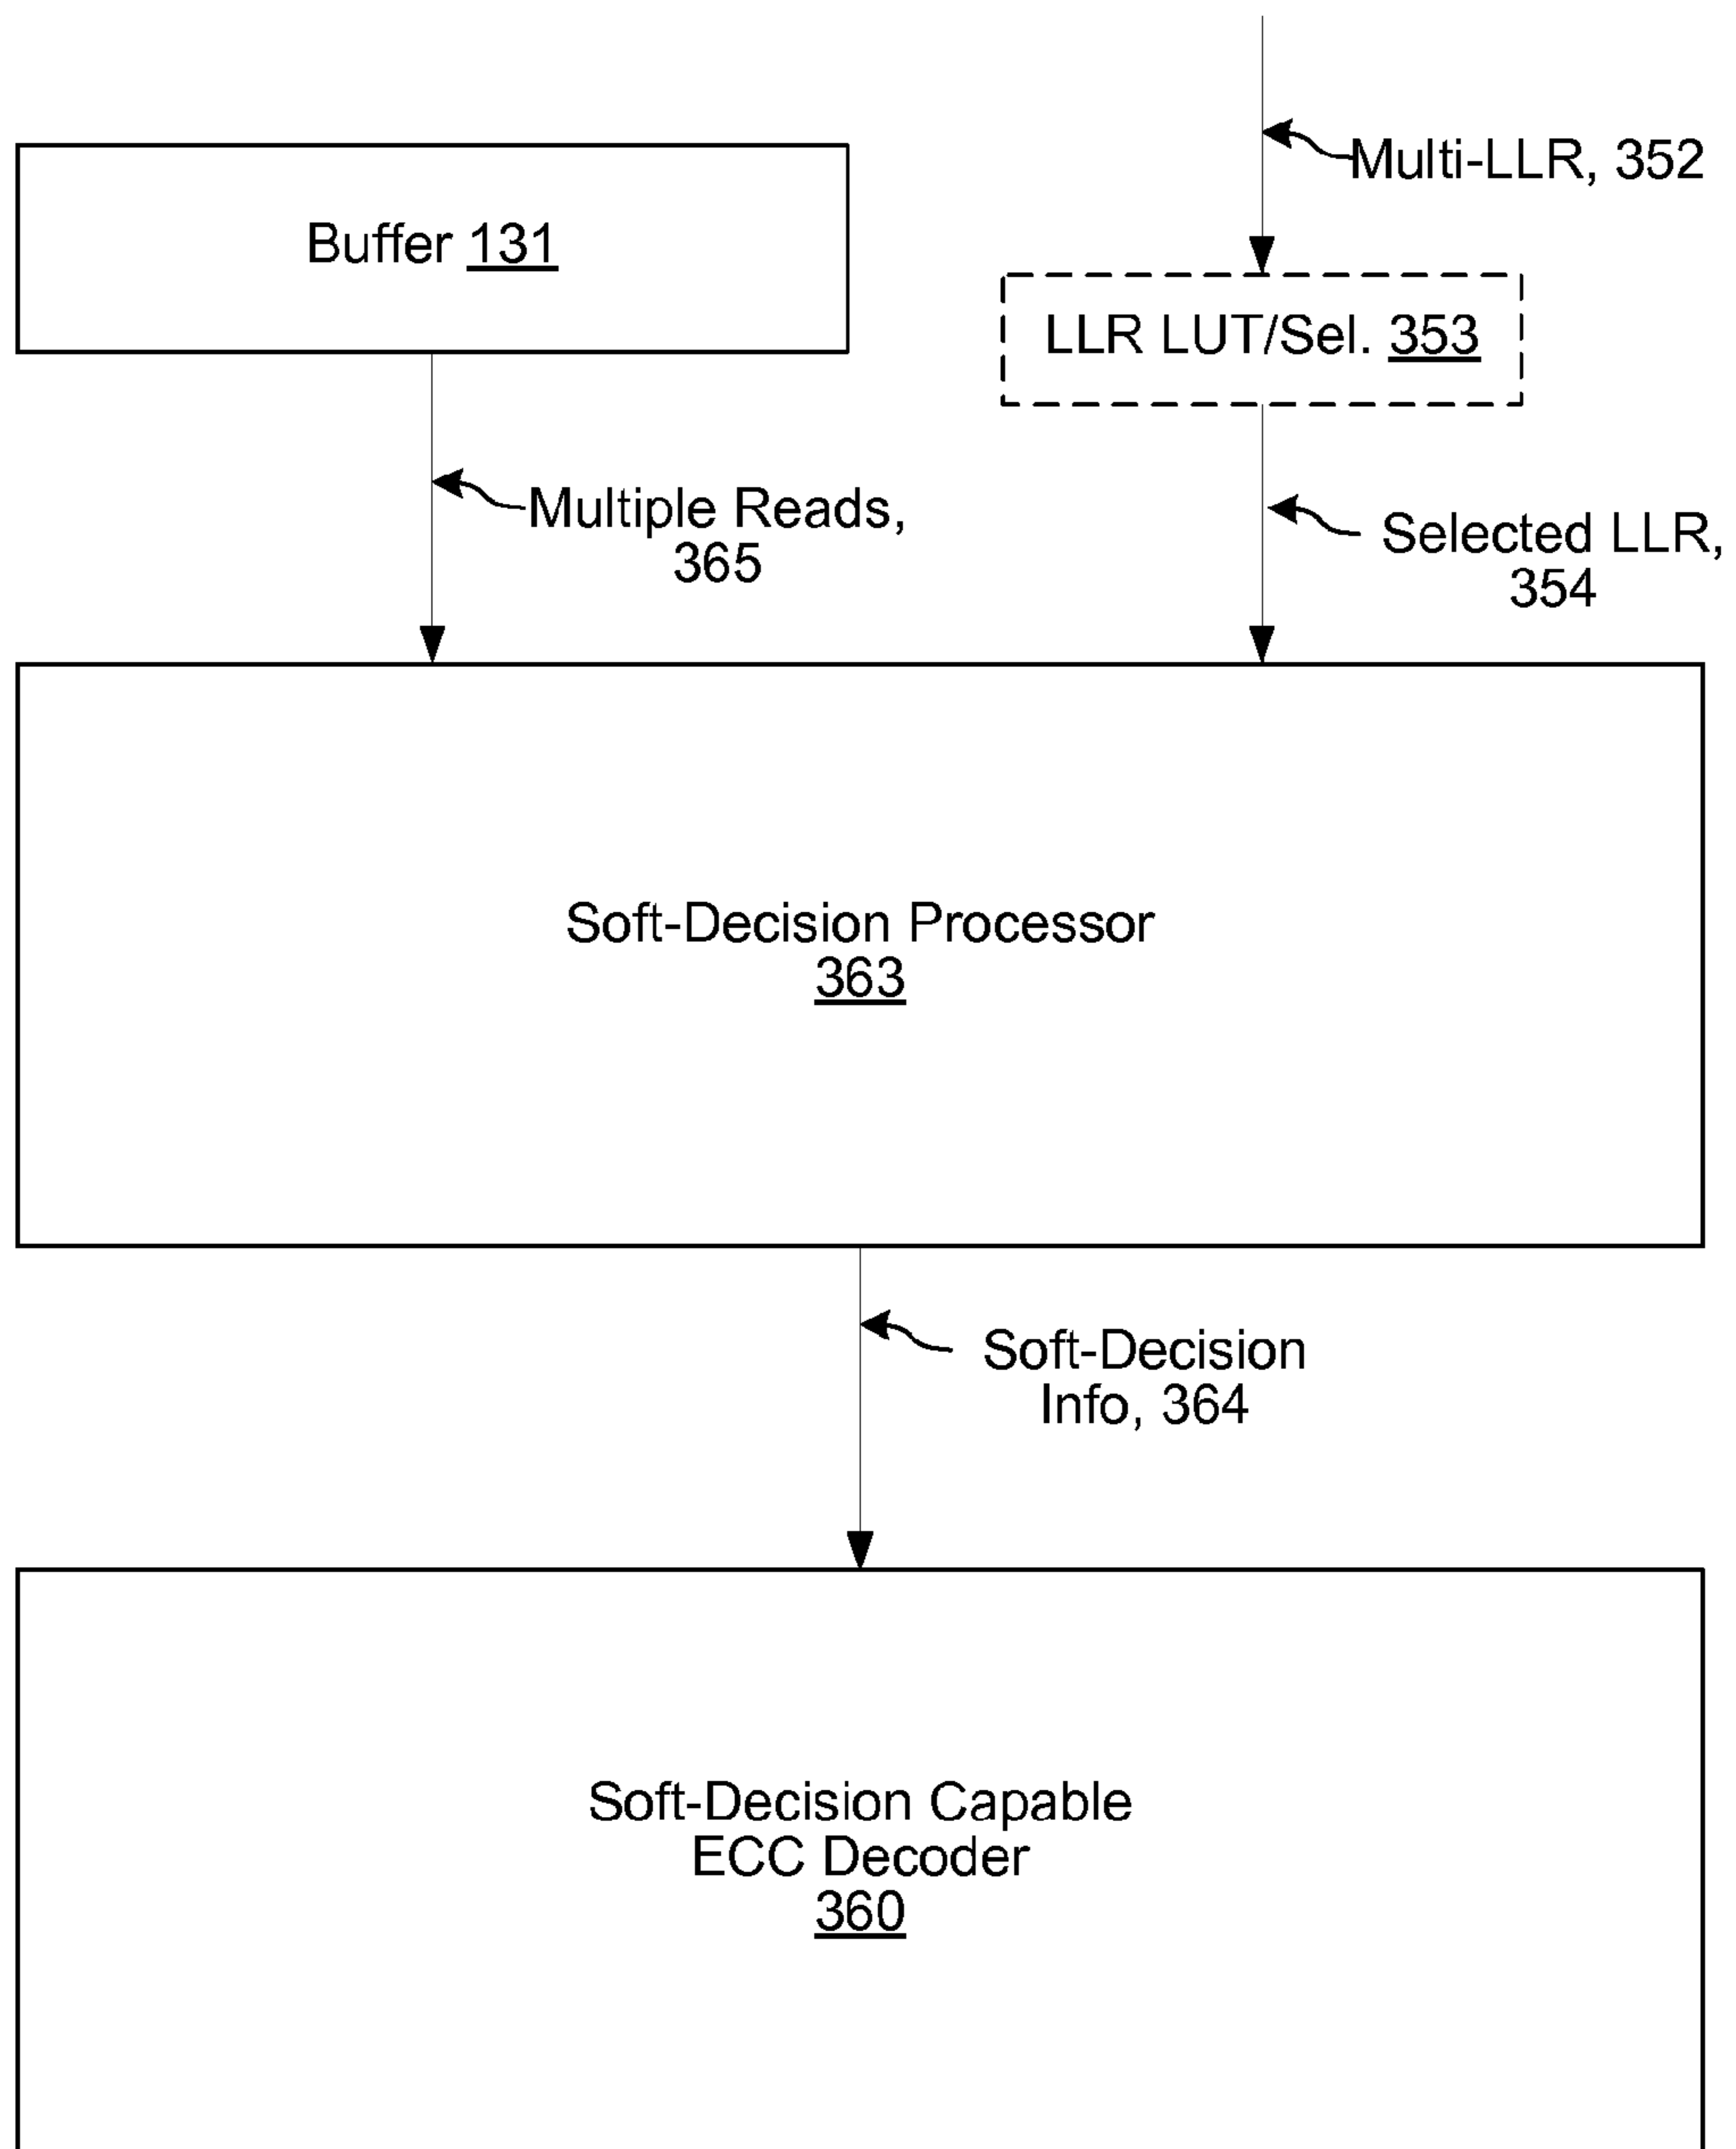 Multi-LLR, 352
Buffer 131
LLR LUT/Sel. 353
Multiple Reads,
365
Selected LLR,
354
Soft-Decision Processor
363
Soft-Decision
Info, 364
Soft-Decision Capable
ECC Decoder
360